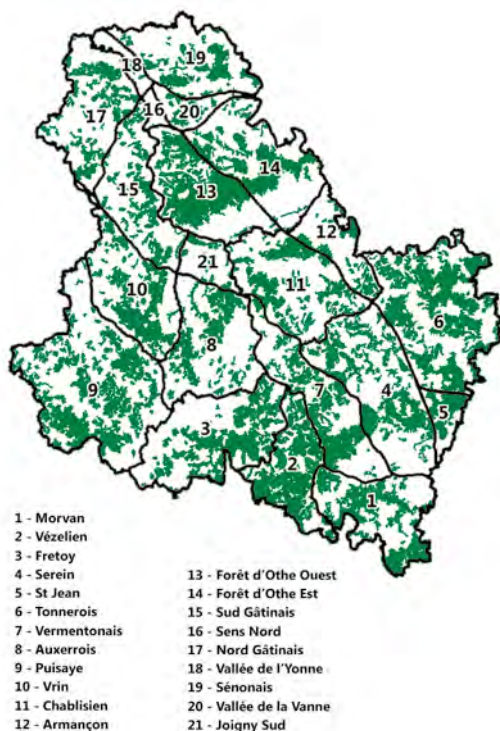 19
18
17
16
20
14
13
15
12
21
11
10
6
8
9
7
4
5
3
2
1
1 - Morvan
2 - Vézelien
3 - Fretoy
4 - Serein
5 - St Jean
6 - Tonnerois
7 - Vermentonais
8 - Auxerrois
9 - Puisaye
10 - Vrin
11 - Chablisien
12 - Armançon
13 - Forêt d'Othe Ouest
14 - Forêt d'Othe Est
15 - Sud Gâtinais
16 - Sens Nord
17 - Nord Gâtinais
18 - Vallée de l'Yonne
19 - Sénonais
20 - Vallée de la Vanne
21 - Joigny Sud